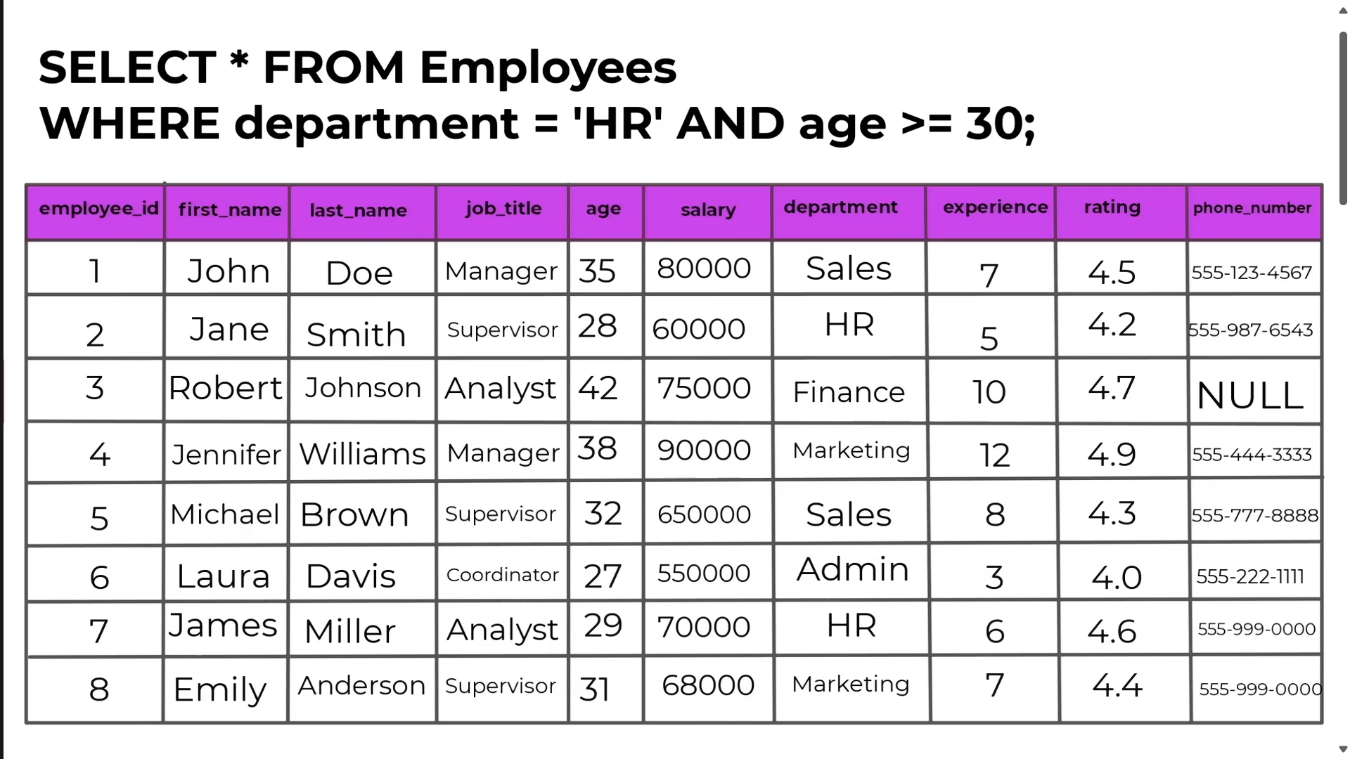 SELECT * FROM Employees
WHERE department = 'HR' AND age >= 30;
employee_id first_name last_name job_title age salary department experience rating phone_number
1 John Doe Manager 35 80000 Sales 7 4.5 555-123-4567
2 Jane Smith Supervisor 28 60000 HR 5 4.2 555-987-6543
3 Robert Johnson Analyst 42 75000 Finance 10 4.7 NULL
4 Jennifer Williams Manager 38 90000 Marketing 12 4.9 555-444-3333
5 Michael Brown Supervisor 32 650000 Sales 8 4.3 555-777-8888
6 Laura Davis Coordinator 27 550000 Admin 3 4.0 555-222-1111
7 James Miller Analyst 29 70000 HR 6 4.6 555-999-0000
8 Emily Anderson Supervisor 31 68000 Marketing 7 4.4 555-999-0000